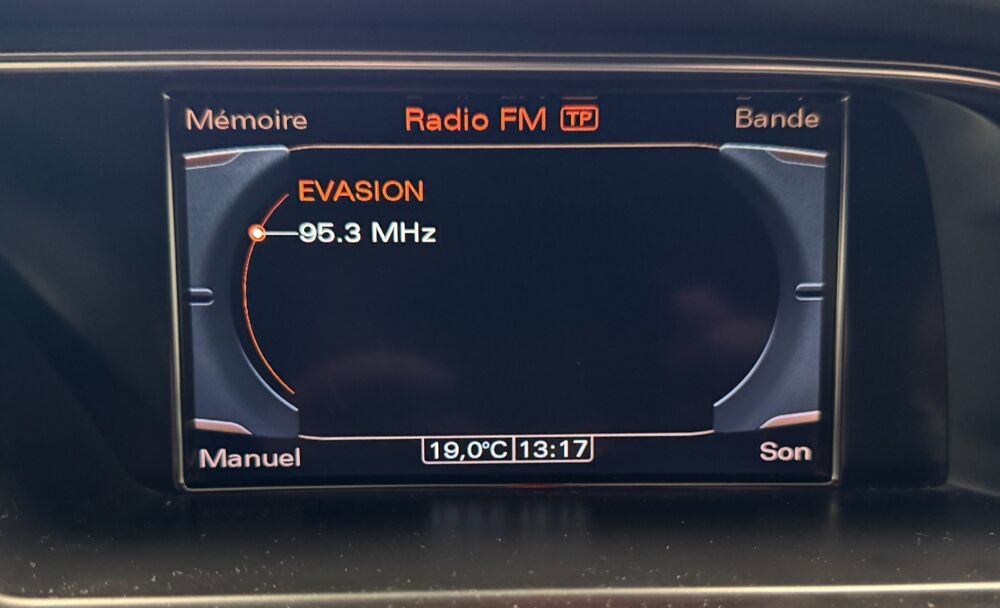 Mémoire Radio FM TP Bande
EVASION
95.3 MHz
Manuel 19,0°C 13:17 Son